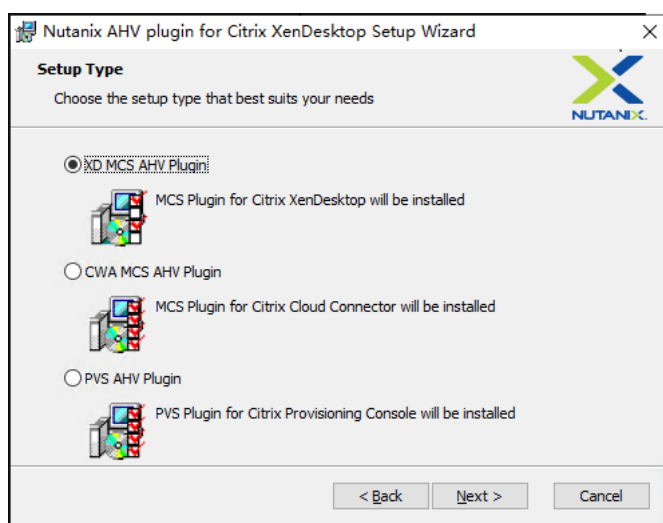 Nutanix AHV plugin for Citrix XenDesktop Setup Wizard
Setup Type
Choose the setup type that best suits your needs
NUTANIX.
XD MCS AHV Plugin
MCS Plugin for Citrix XenDesktop will be installed
CWA MCS AHV Plugin
MCS Plugin for Citrix Cloud Connector will be installed
PVS AHV Plugin
PVS Plugin for Citrix Provisioning Console will be installed
< Back Next > Cancel